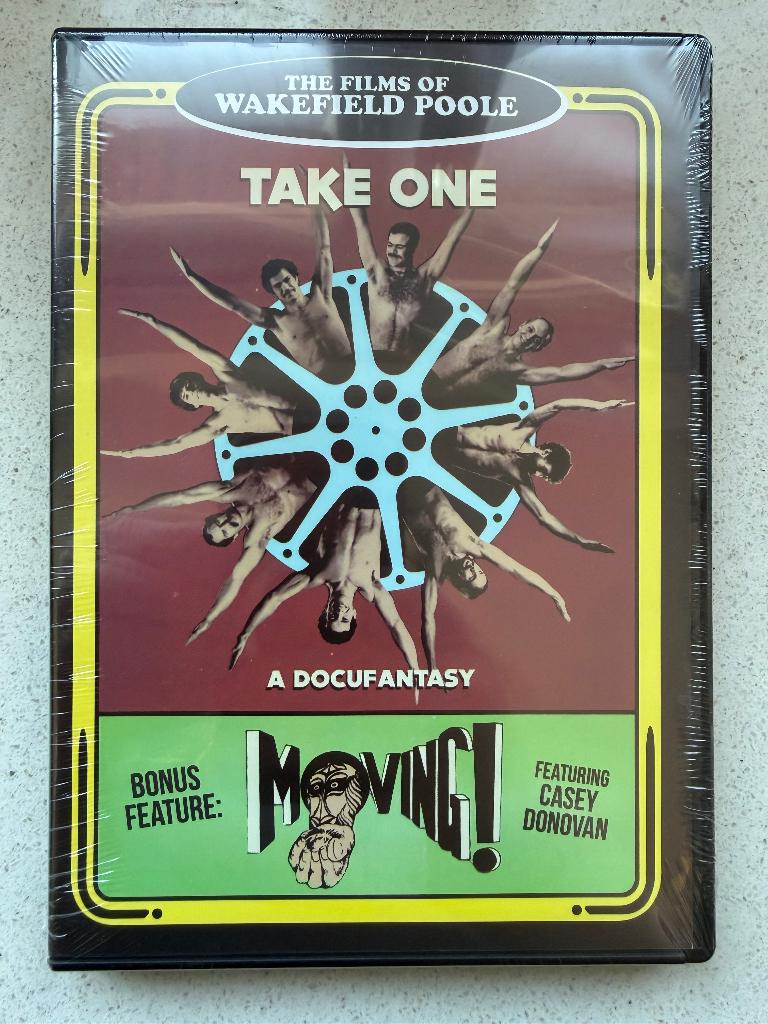 THE FILMS OF
WAKEFIELD POOLE
TAKE ONE
A DOCUFANTASY
BONUS
FEATURE:
MOVING!
FEATURING
CASEY
DONOVAN